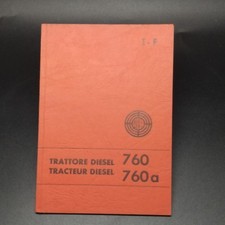 I - F
TRATTORE DIESEL 760
TRACTEUR DIESEL 760a